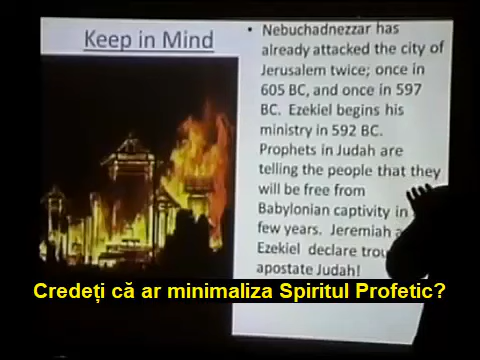 Keep in Mind
• Nebuchadnezzar has
already attacked the city of
Jerusalem twice; once in
605 BC, and once in 597
BC. Ezekiel begins his
ministry in 592 BC.
Prophets in Judah are
telling the people that they
will be free from
Babylonian captivity in
few years. Jeremiah
Ezekiel declare
apostate Judah!
Credeți că ar minimaliza Spiritul Profetic?